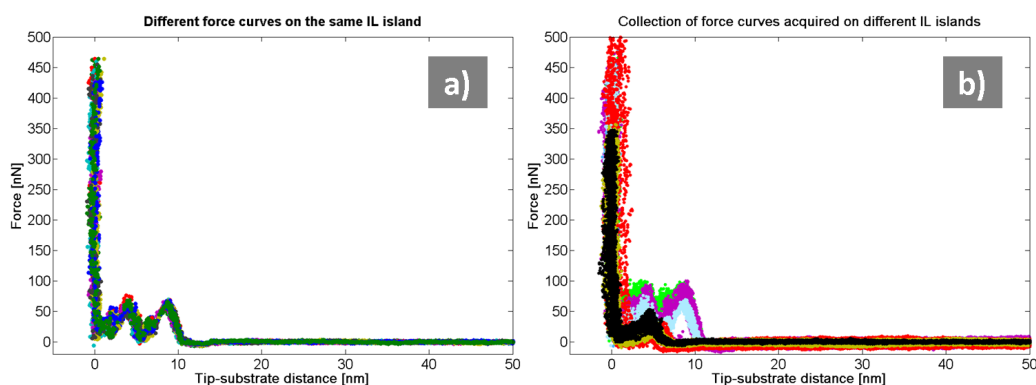 Different force curves on the same IL island
a)
500
450
400
350
300
250
200
150
100
50
0
Force [nN]
0 10 20 30 40 50
Tip-substrate distance [nm]
Collection of force curves acquired on different IL islands
b)
500
450
400
350
300
250
200
150
100
50
0
Force [nN]
0 10 20 30 40 50
Tip-substrate distance [nm]